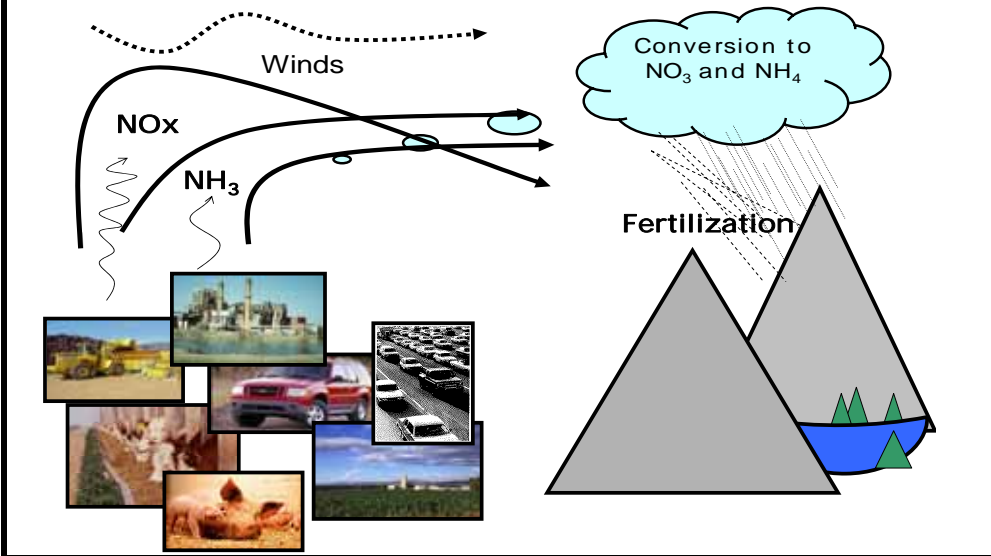 Winds
NOx
NH₃
Conversion to
NO₃ and NH₄
Fertilization